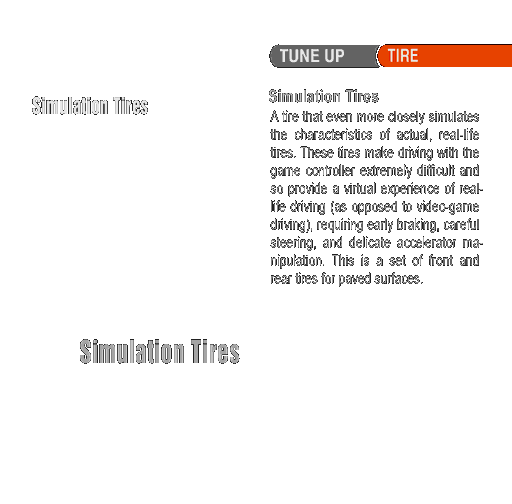 TUNE UP TIRE
Simulation Tires
Simulation Tires
A tire that even more closely simulates
the characteristics of actual, real-life
tires. These tires make driving with the
game controller extremely difficult and
so provide a virtual experience of real-
life driving (as opposed to video-game
driving), requiring early braking, careful
steering, and delicate accelerator ma-
nipulation. This is a set of front and
rear tires for paved surfaces.
Simulation Tires